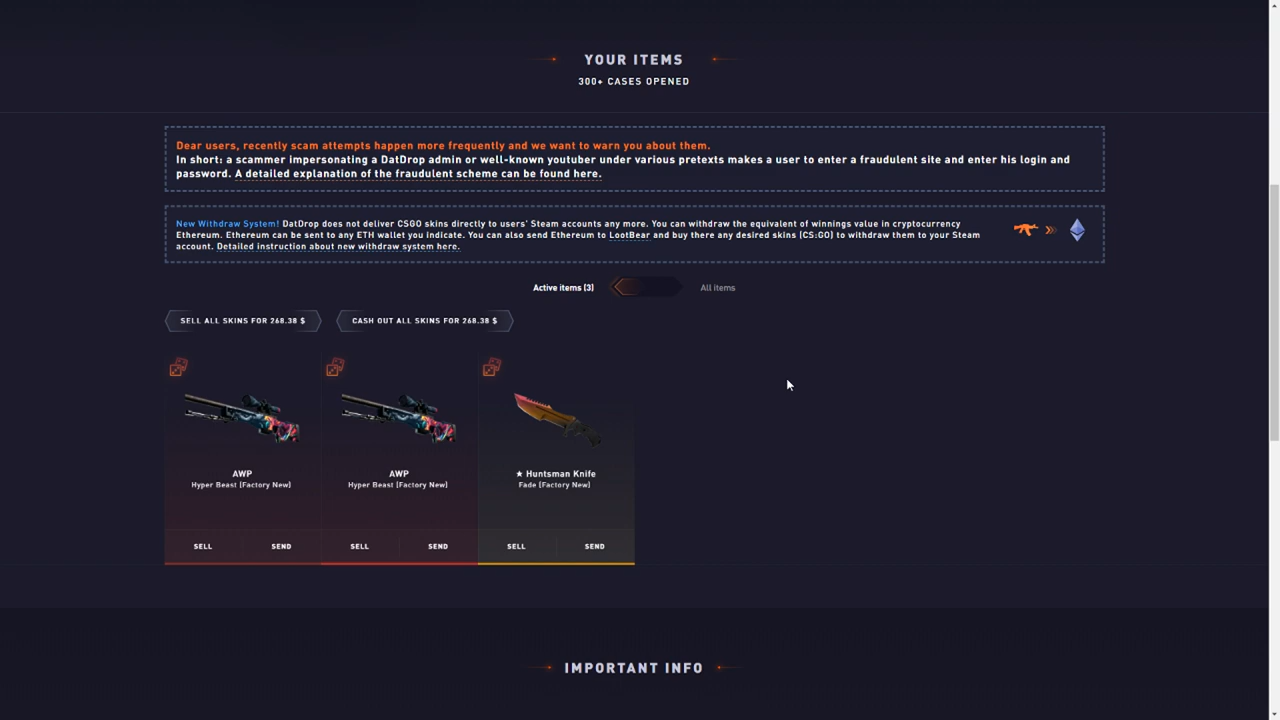 YOUR ITEMS
300+ CASES OPENED
Dear users, recently scam attempts happen more frequently and we want to warn you about them.
In short: a scammer impersonating a DatDrop admin or well-known youtuber under various pretexts makes a user to enter a fraudulent site and enter his login and
password. A detailed explanation of the fraudulent scheme can be found here.
New Withdraw System! DatDrop does not deliver CSGO skins directly to users' Steam accounts any more. You can withdraw the equivalent of winnings value in cryptocurrency
Ethereum. Ethereum can be sent to any ETH wallet you indicate. You can also send Ethereum to LootBear and buy there any desired skins (CS:GO) to withdraw them to your Steam
account. Detailed instruction about new withdraw system here.
Active items (3) All items
SELL ALL SKINS FOR 268.38 $ CASH OUT ALL SKINS FOR 268.38 $
AWP AWP ★ Huntsman Knife
Hyper Beast (Factory New) Hyper Beast (Factory New) Fade (Factory New)
SELL SEND SELL SEND SELL SEND
IMPORTANT INFO